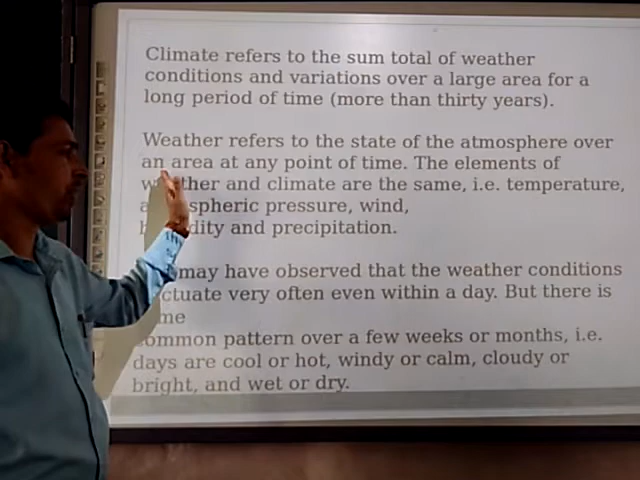 Climate refers to the sum total of weather
conditions and variations over a large area for a
long period of time (more than thirty years).
Weather refers to the state of the atmosphere over
an area at any point of time. The elements of
and climate are the same, i.e. temperature,
pressure, wind,
and precipitation.
may have observed that the weather conditions
very often even within a day. But there is
common pattern over a few weeks or months, i.e.
days are cool or hot, windy or calm, cloudy or
bright, and wet or dry.